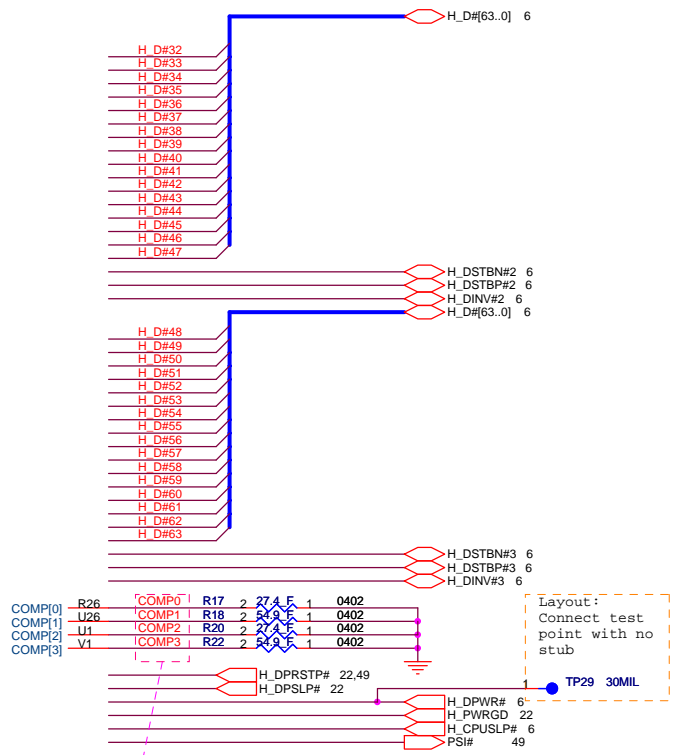 H_D#[63..0] 6
H_D#32
H_D#33
H_D#34
H_D#35
H_D#36
H_D#37
H_D#38
H_D#39
H_D#40
H_D#41
H_D#42
H_D#43
H_D#44
H_D#45
H_D#46
H_D#47
H_DSTBN#2 6
H_DSTBP#2 6
H_DINV#2 6
H_D#[63..0] 6
H_D#48
H_D#49
H_D#50
H_D#51
H_D#52
H_D#53
H_D#54
H_D#55
H_D#56
H_D#57
H_D#58
H_D#59
H_D#60
H_D#61
H_D#62
H_D#63
H_DSTBN#3 6
H_DSTBP#3 6
H_DINV#3 6
COMP[0] R26 COMP0 R17 2 27.4_F 1 0402
COMP[1] U26 COMP1 R18 2 54.9_F 1 0402
COMP[2] U1 COMP2 R20 2 27.4_F 1 0402
COMP[3] V1 COMP3 R22 2 54.9_F 1 0402
Layout:
Connect test
point with no
stub
H_DPRSTP# 22,49
H_DPSLP# 22
1 TP29 30MIL
H_DPWR# 6
H_PWRGD 22
H_CPUSLP# 6
PSI# 49